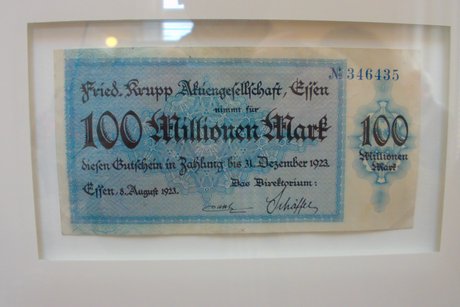 № 346435
Fried. Krupp Aktiengesellschaft, Essen
nimmt für
100 Millionen Mark
diesen Gutschein in Zahlung bis 31. Dezember 1923.
Essen, 8. August 1923. Das Direktorium:
Schäffer
100
Millionen
Mark